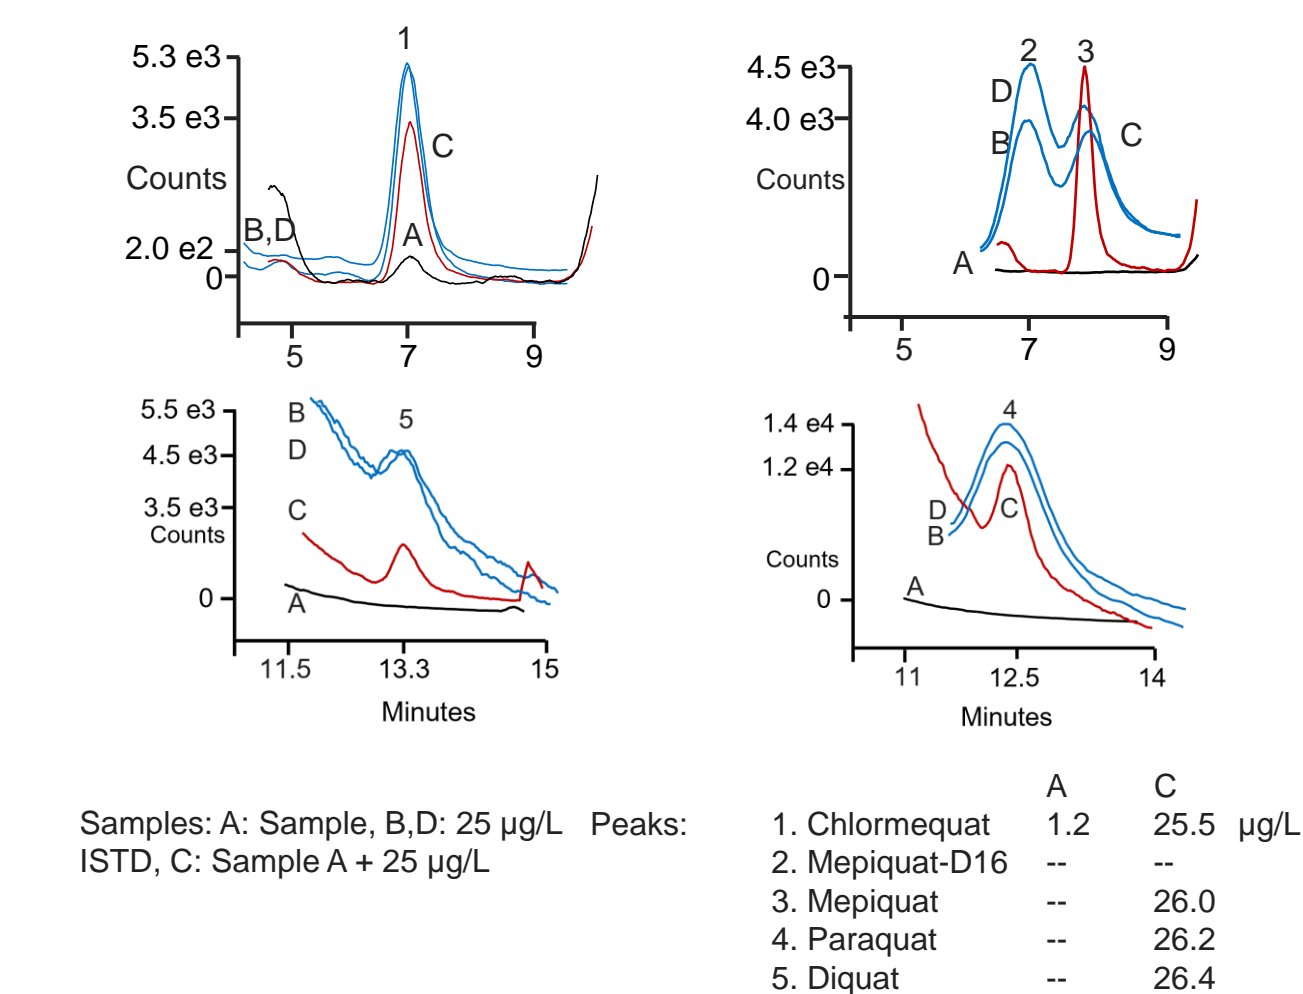 1
5.3 e3
3.5 e3
C
Counts
B,D
A
2.0 e2
0
5 7 9
2 3
4.5 e3
D
4.0 e3
B
C
Counts
A
0
5 7 9
5.5 e3
B
5
D
4.5 e3
C
3.5 e3
Counts
0
A
11.5 13.3 15
Minutes
4
1.4 e4
1.2 e4
D
C
B
Counts
A
0
11 12.5 14
Minutes
Samples: A: Sample, B,D: 25 µg/L
ISTD, C: Sample A + 25 µg/L
Peaks:
A C
1. Chlormequat 1.2 25.5 µg/L
2. Mepiquat-D16 -- --
3. Mepiquat -- 26.0
4. Paraquat -- 26.2
5. Diquat -- 26.4